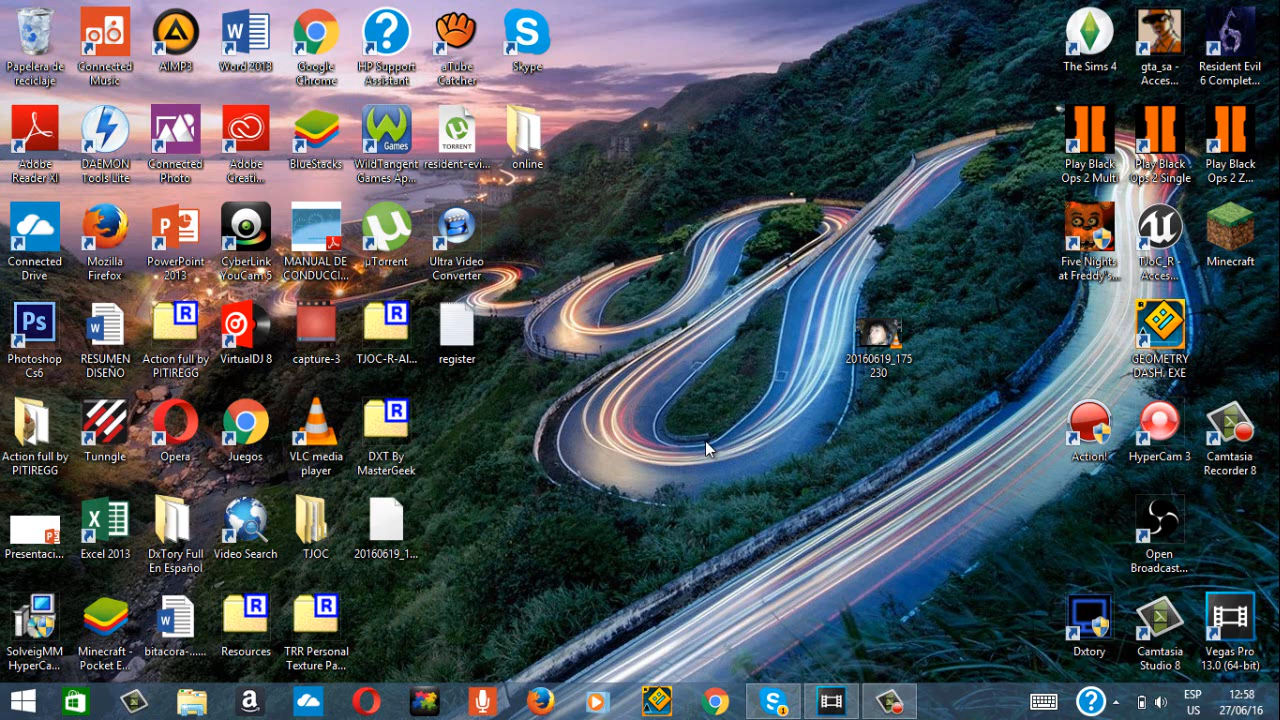 Papelera de
reciclaje
Connected
Music
AIMP3
Word 2013
Google
Chrome
HP Support
Assistant
aTube
Catcher
Skype
The Sims 4
gta_sa -
Acces...
Resident Evil
6 Complet...
Adobe
Reader XI
DAEMON
Tools Lite
Connected
Photo
Adobe
Creati...
BlueStacks
WildTangent
Games Ap...
resident-evi...
online
Play Black
Ops 2 Multi
Play Black
Ops 2 Single
Play Black
Ops 2 Z...
Connected
Drive
Mozilla
Firefox
PowerPoint
2013
CyberLink
YouCam 5
MANUAL DE
CONDUCCI...
µTorrent
Ultra Video
Converter
Five Nights
at Freddy's...
TJoC_R -
Acces...
Minecraft
Photoshop
Cs6
RESUMEN
DISEÑO
Action full by
PITIREGG
VirtualDJ 8
capture-3
TJOC-R-Al...
register
20160619_175
230
GEOMETRY
DASH. EXE
Action full by
PITIREGG
Tunngle
Opera
Juegos
VLC media
player
DXT By
MasterGeek
Action!
HyperCam 3
Camtasia
Recorder 8
Presentaci...
Excel 2013
DxTory Full
En Español
Video Search
TJOC
20160619_1...
Open
Broadcast...
SolveigMM
HyperCa...
Minecraft -
Pocket E...
bitacora-......
Resources
TRR Personal
Texture Pa...
Dxtory
Camtasia
Studio 8
Vegas Pro
13.0 (64-bit)
ESP
US
12:58
27/06/16